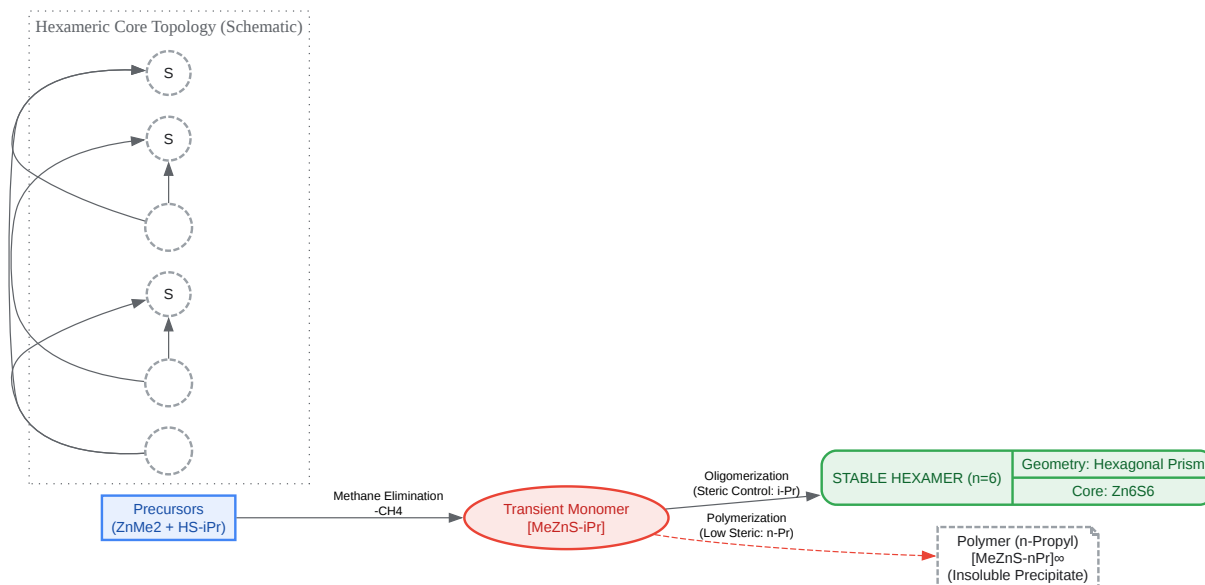 Hexameric Core Topology (Schematic)
S
S
S
Precursors
(ZnMe2 + HS-iPr)
Methane Elimination
-CH4
Transient Monomer
[MeZnS-iPr]
Oligomerization
(Steric Control: i-Pr)
Polymerization
(Low Steric: n-Pr)
STABLE HEXAMER (n=6)
Geometry: Hexagonal Prism
Core: Zn6S6
Polymer (n-Propyl)
[MeZnS-nPr]∞
(Insoluble Precipitate)